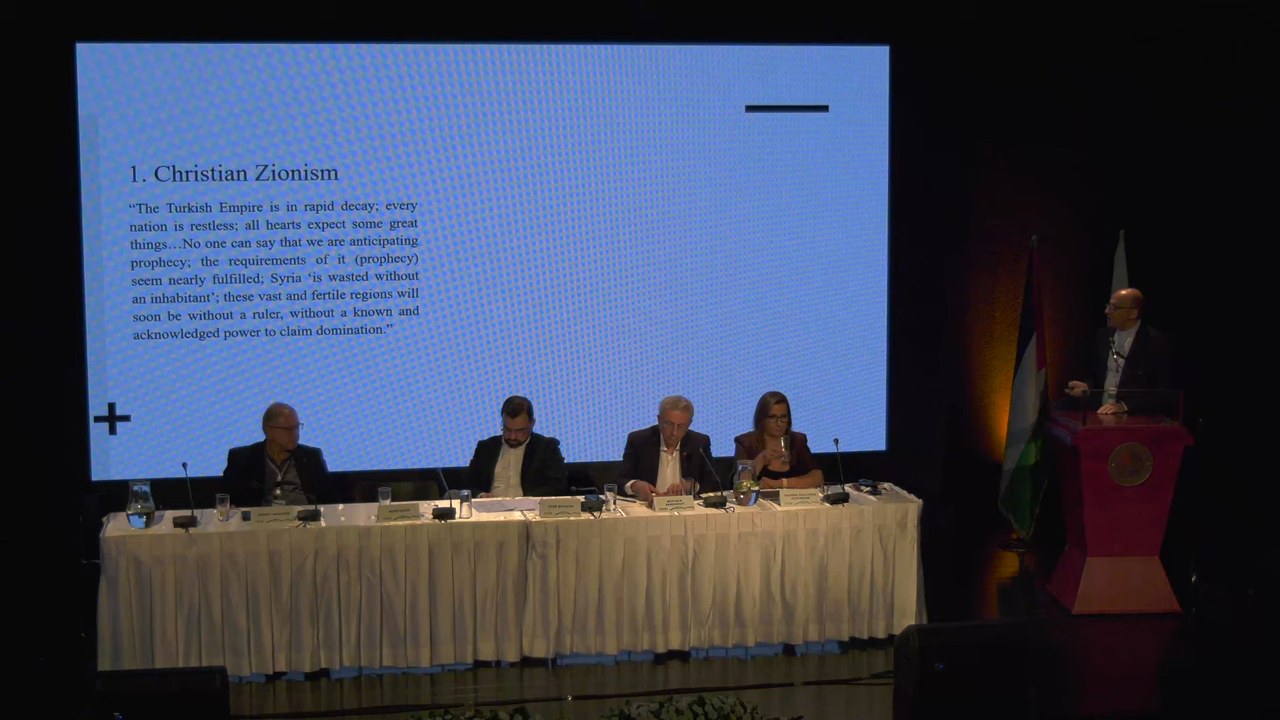 1. Christian Zionism
“The Turkish Empire is in rapid decay; every
nation is restless; all hearts expect some great
things…No one can say that we are anticipating
prophecy; the requirements of it (prophecy)
seem nearly fulfilled; Syria ‘is wasted without
an inhabitant’; these vast and fertile regions will
soon be without a ruler, without a known and
acknowledged power to claim domination.”